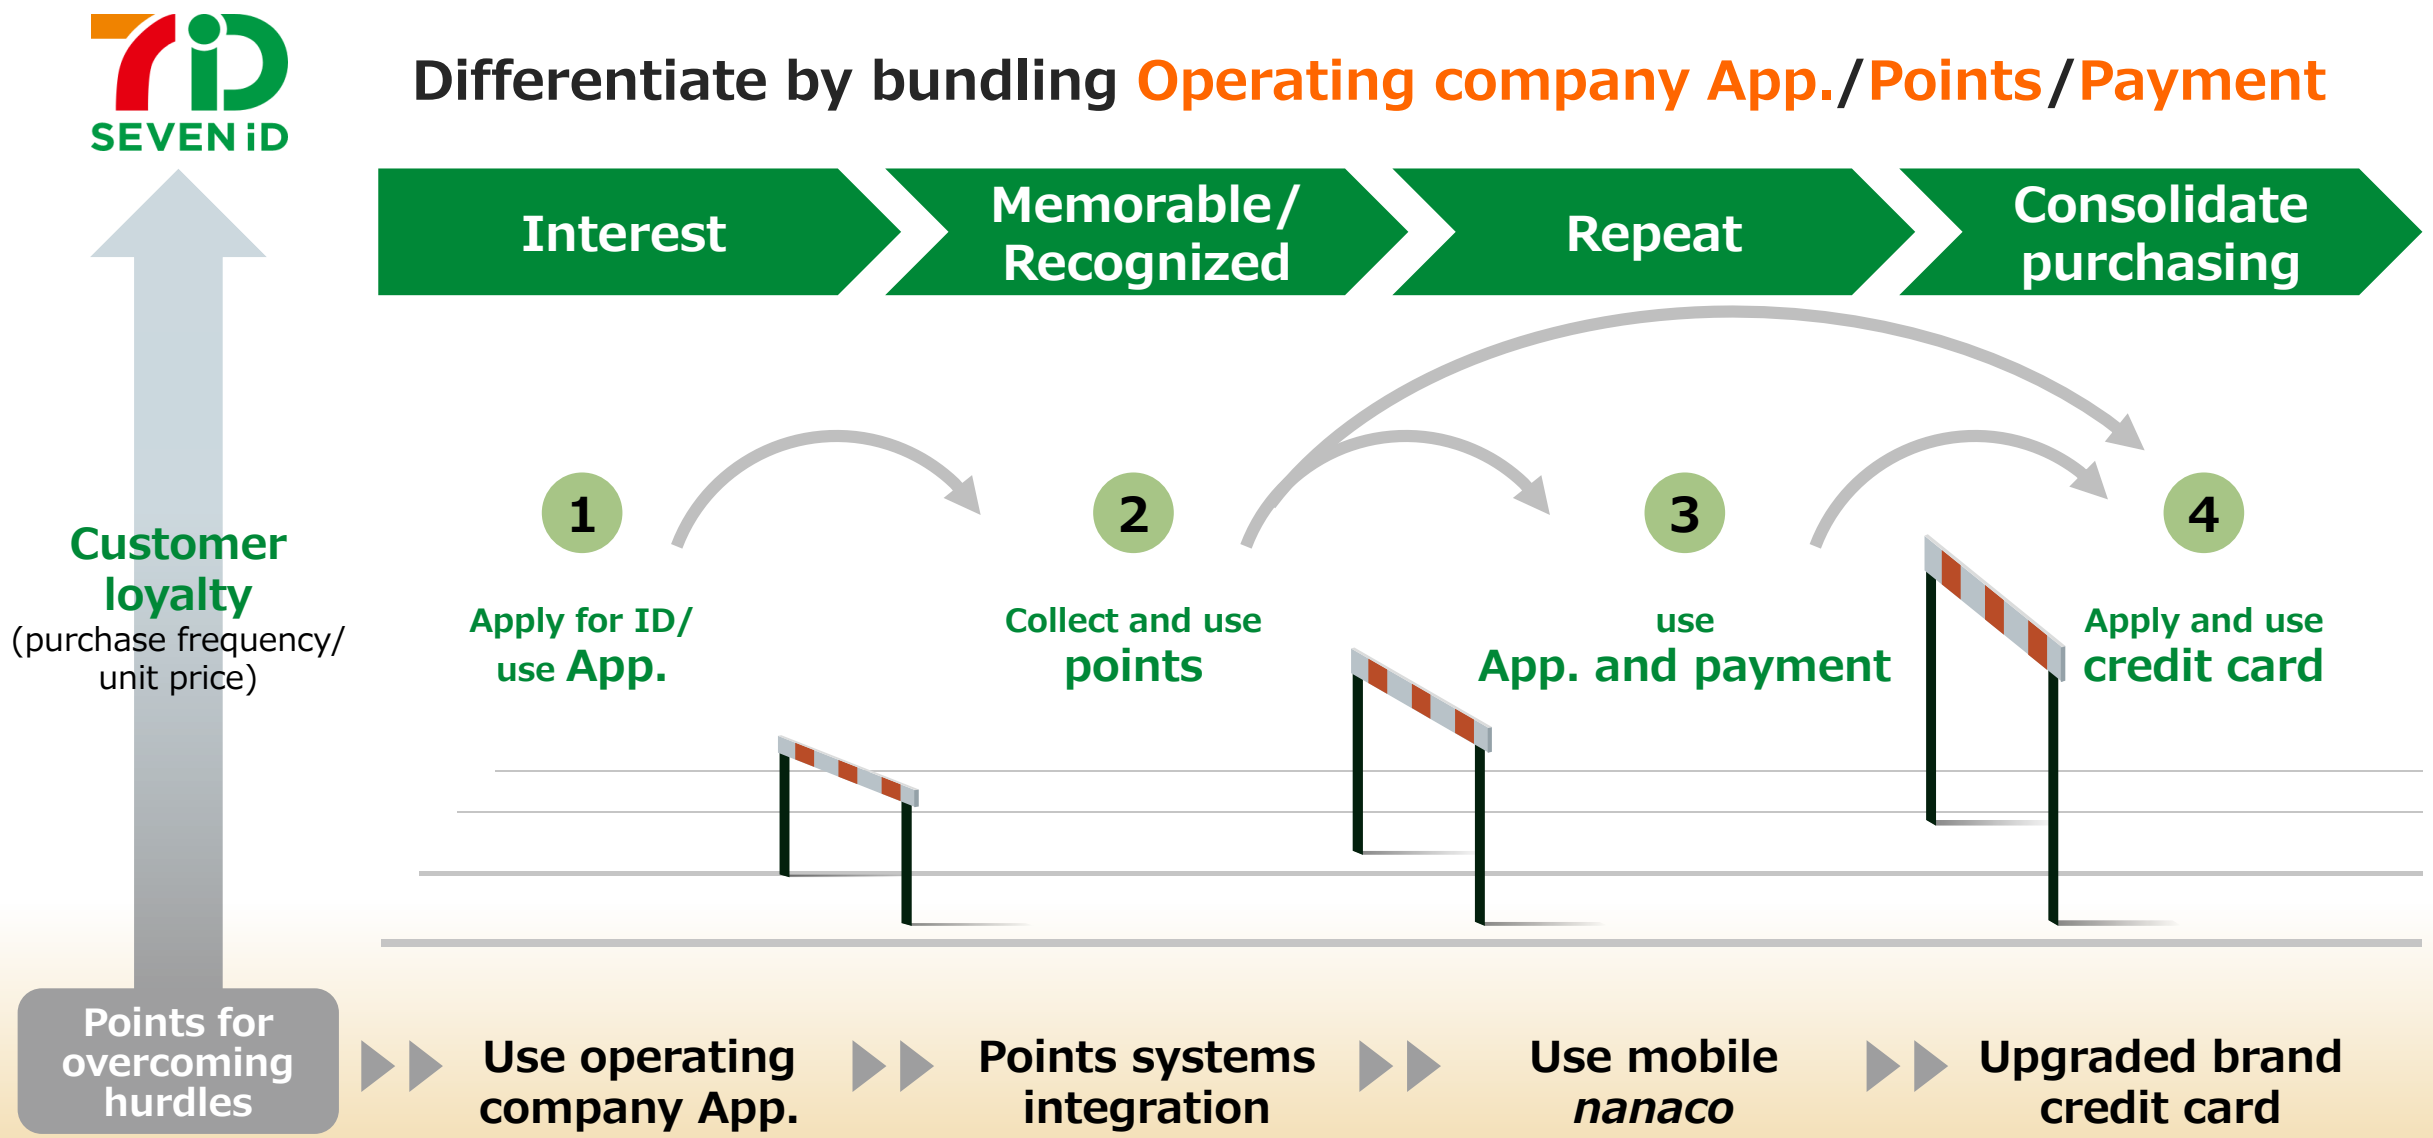 7iD
SEVEN iD
Differentiate by bundling Operating company App./Points/Payment
Interest
Memorable/
Recognized
Repeat
Consolidate
purchasing
Customer
loyalty
(purchase frequency/
unit price)
1
Apply for ID/
use App.
2
Collect and use
points
3
use
App. and payment
4
Apply and use
credit card
Points for
overcoming
hurdles
Use operating
company App.
Points systems
integration
Use mobile
nanaco
Upgraded brand
credit card